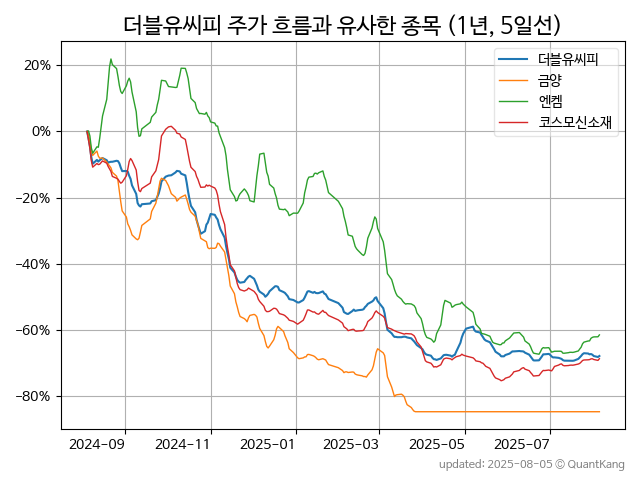 더블유씨피 주가 흐름과 유사한 종목 (1년, 5일선)
더블유씨피
금양
엔켐
코스모신소재
20%
0%
−20%
−40%
−60%
−80%
2024−09
2024−11
2025−01
2025−03
2025−05
2025−07
updated: 2025-08-05 © QuantKang